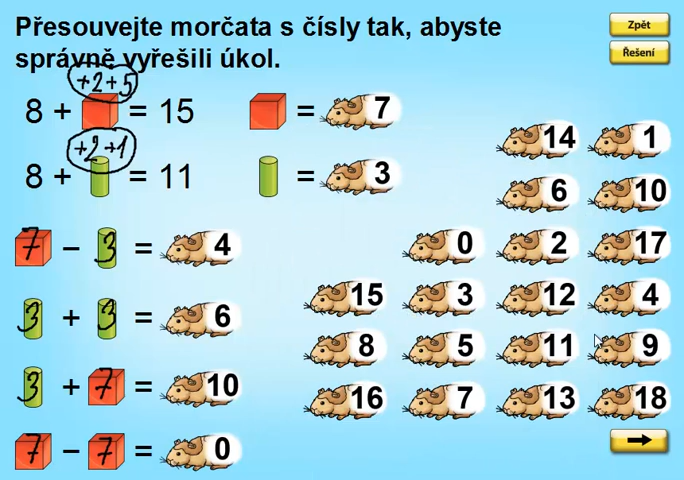 Přesouvejte morčata s čísly tak, abyste
správně vyřešili úkol.
Zpět
Řešení
+2+5
8 + = 15
= 7
+2+1
8 + = 11
= 3
14 1
6 10
7 − 3 = 4
0 2 17
3 + 3 = 6
15 3 12 4
8 5 11 9
3 + 7 = 10
16 7 13 18
7 − 7 = 0